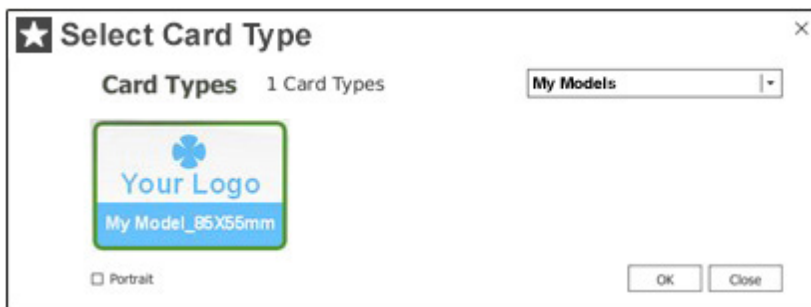 Select Card Type
Card Types 1 Card Types My Models
Your Logo
My Model_85X55mm
Portrait OK Close